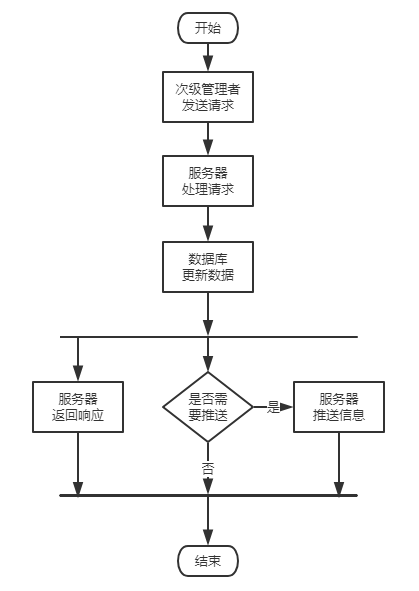 开始
次级管理者
发送请求
服务器
处理请求
数据库
更新数据
服务器
返回响应
是否需
要推送
是
服务器
推送信息
否
结束